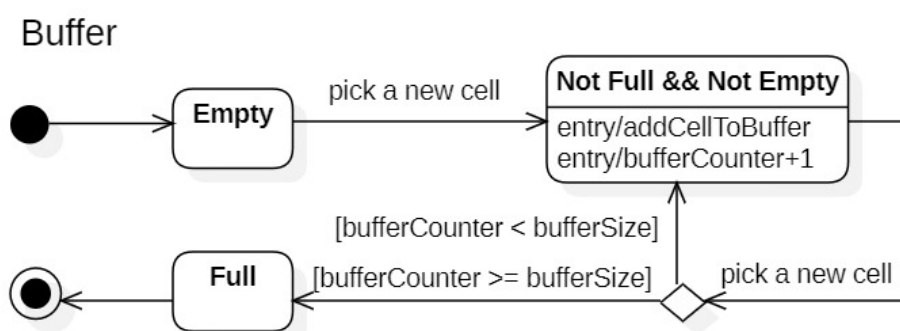 Buffer
Empty
pick a new cell
Not Full && Not Empty
entry/addCellToBuffer
entry/bufferCounter+1
[bufferCounter < bufferSize]
Full
[bufferCounter >= bufferSize]
pick a new cell